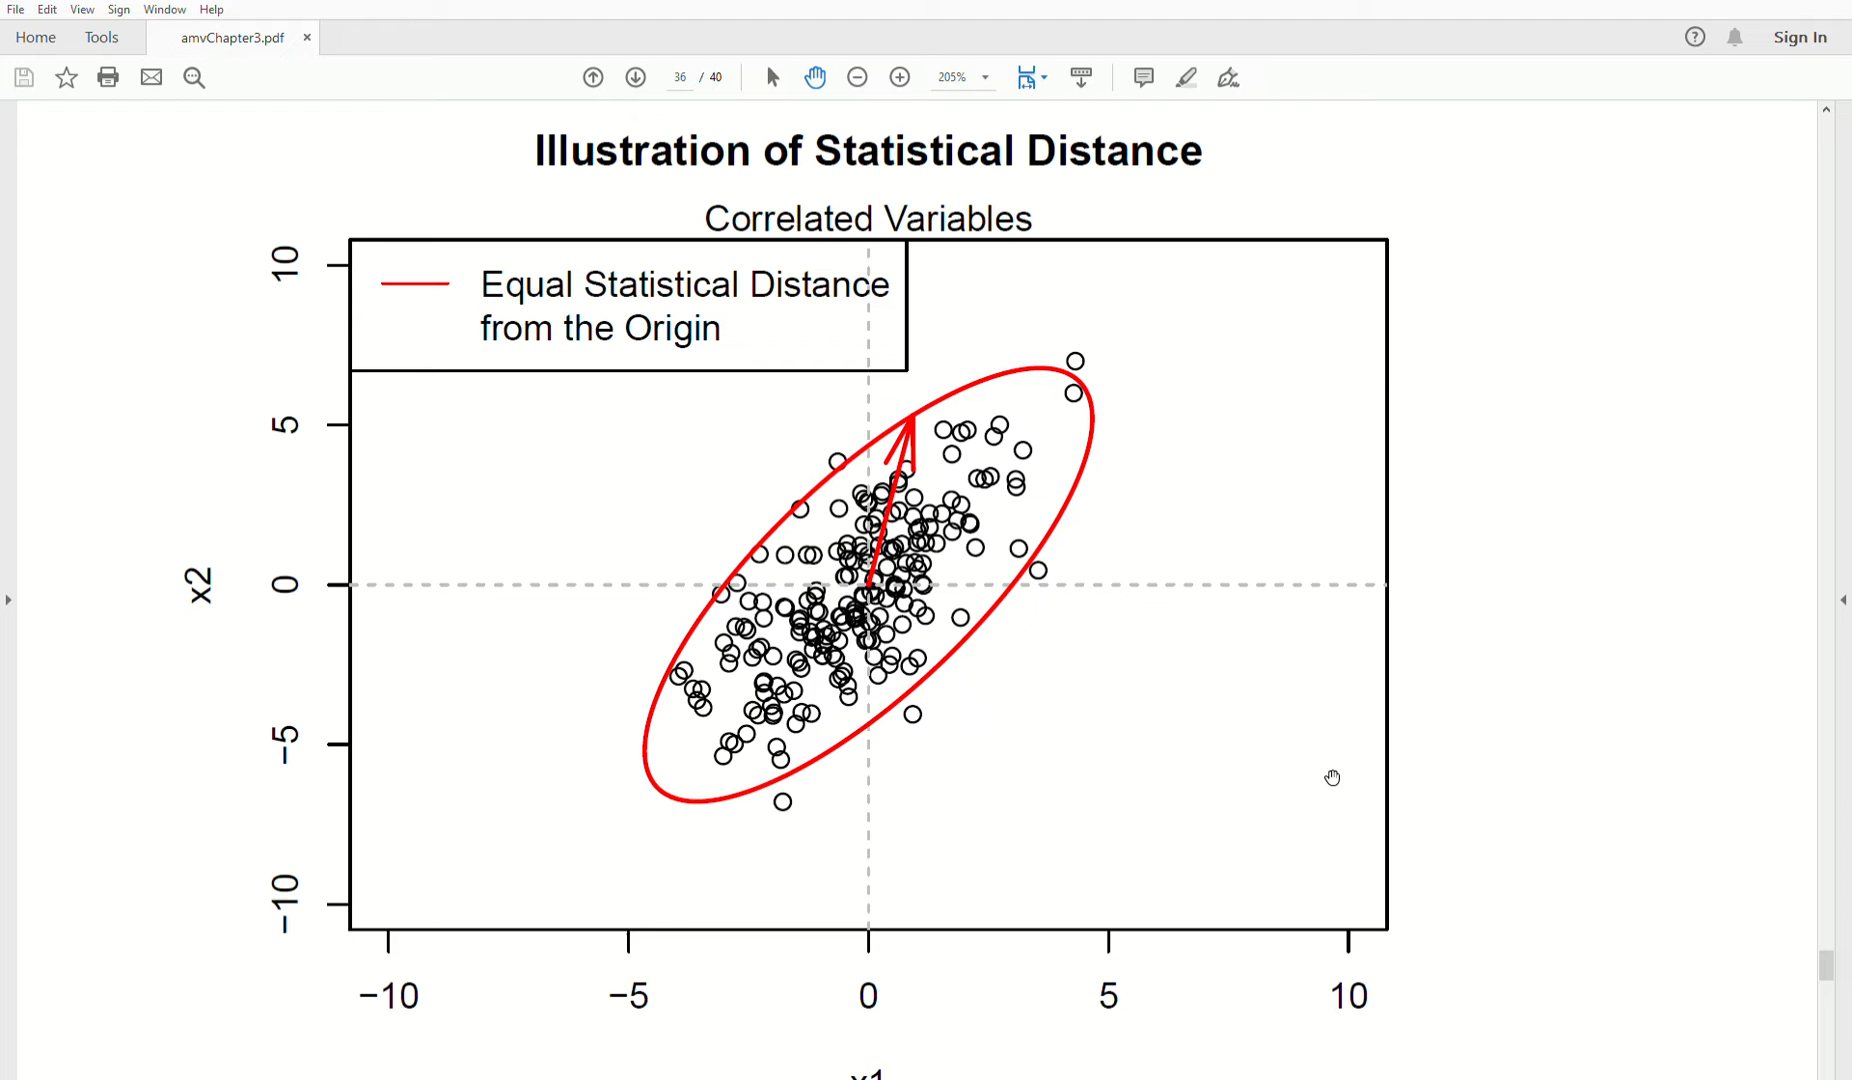 File Edit View Sign Window Help
Home Tools amvChapter3.pdf × Sign In
36 / 40 205%
Illustration of Statistical Distance
Correlated Variables
Equal Statistical Distance
from the Origin
x2
10
5
0
−5
−10
−10 −5 0 5 10
x1